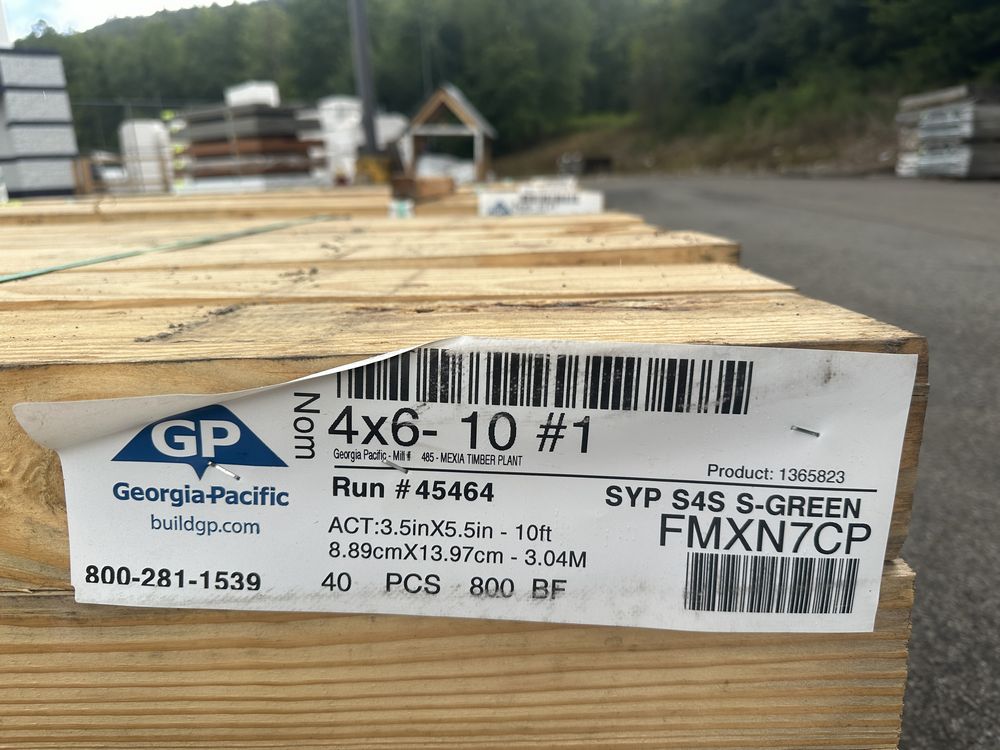 GP
Georgia-Pacific
buildgp.com
800-281-1539
Nom
4x6- 10 #1
Georgia Pacific - Mill # 485 - MEXIA TIMBER PLANT
Product: 1365823
Run # 45464
SYP S4S S-GREEN
FMXN7CP
ACT:3.5inX5.5in - 10ft
8.89cmX13.97cm - 3.04M
40 PCS 800 BF